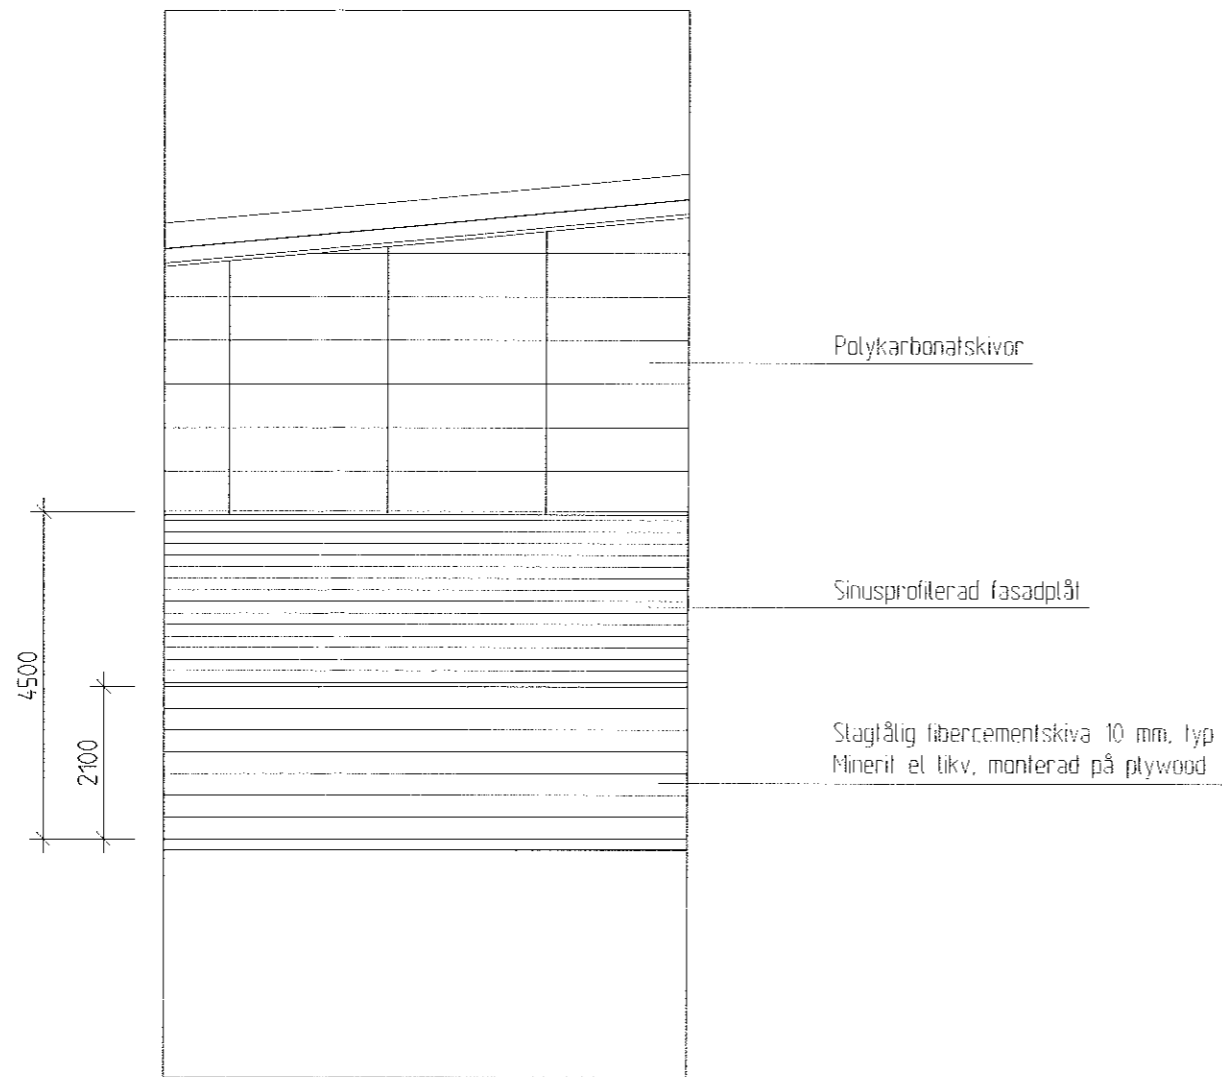 Polykarbonatskivor
Sinusprofilerad fasadplåt
4500
2100
Slagtålig fibercementskiva 10 mm, typ
Minerit el likv, monterad på plywood